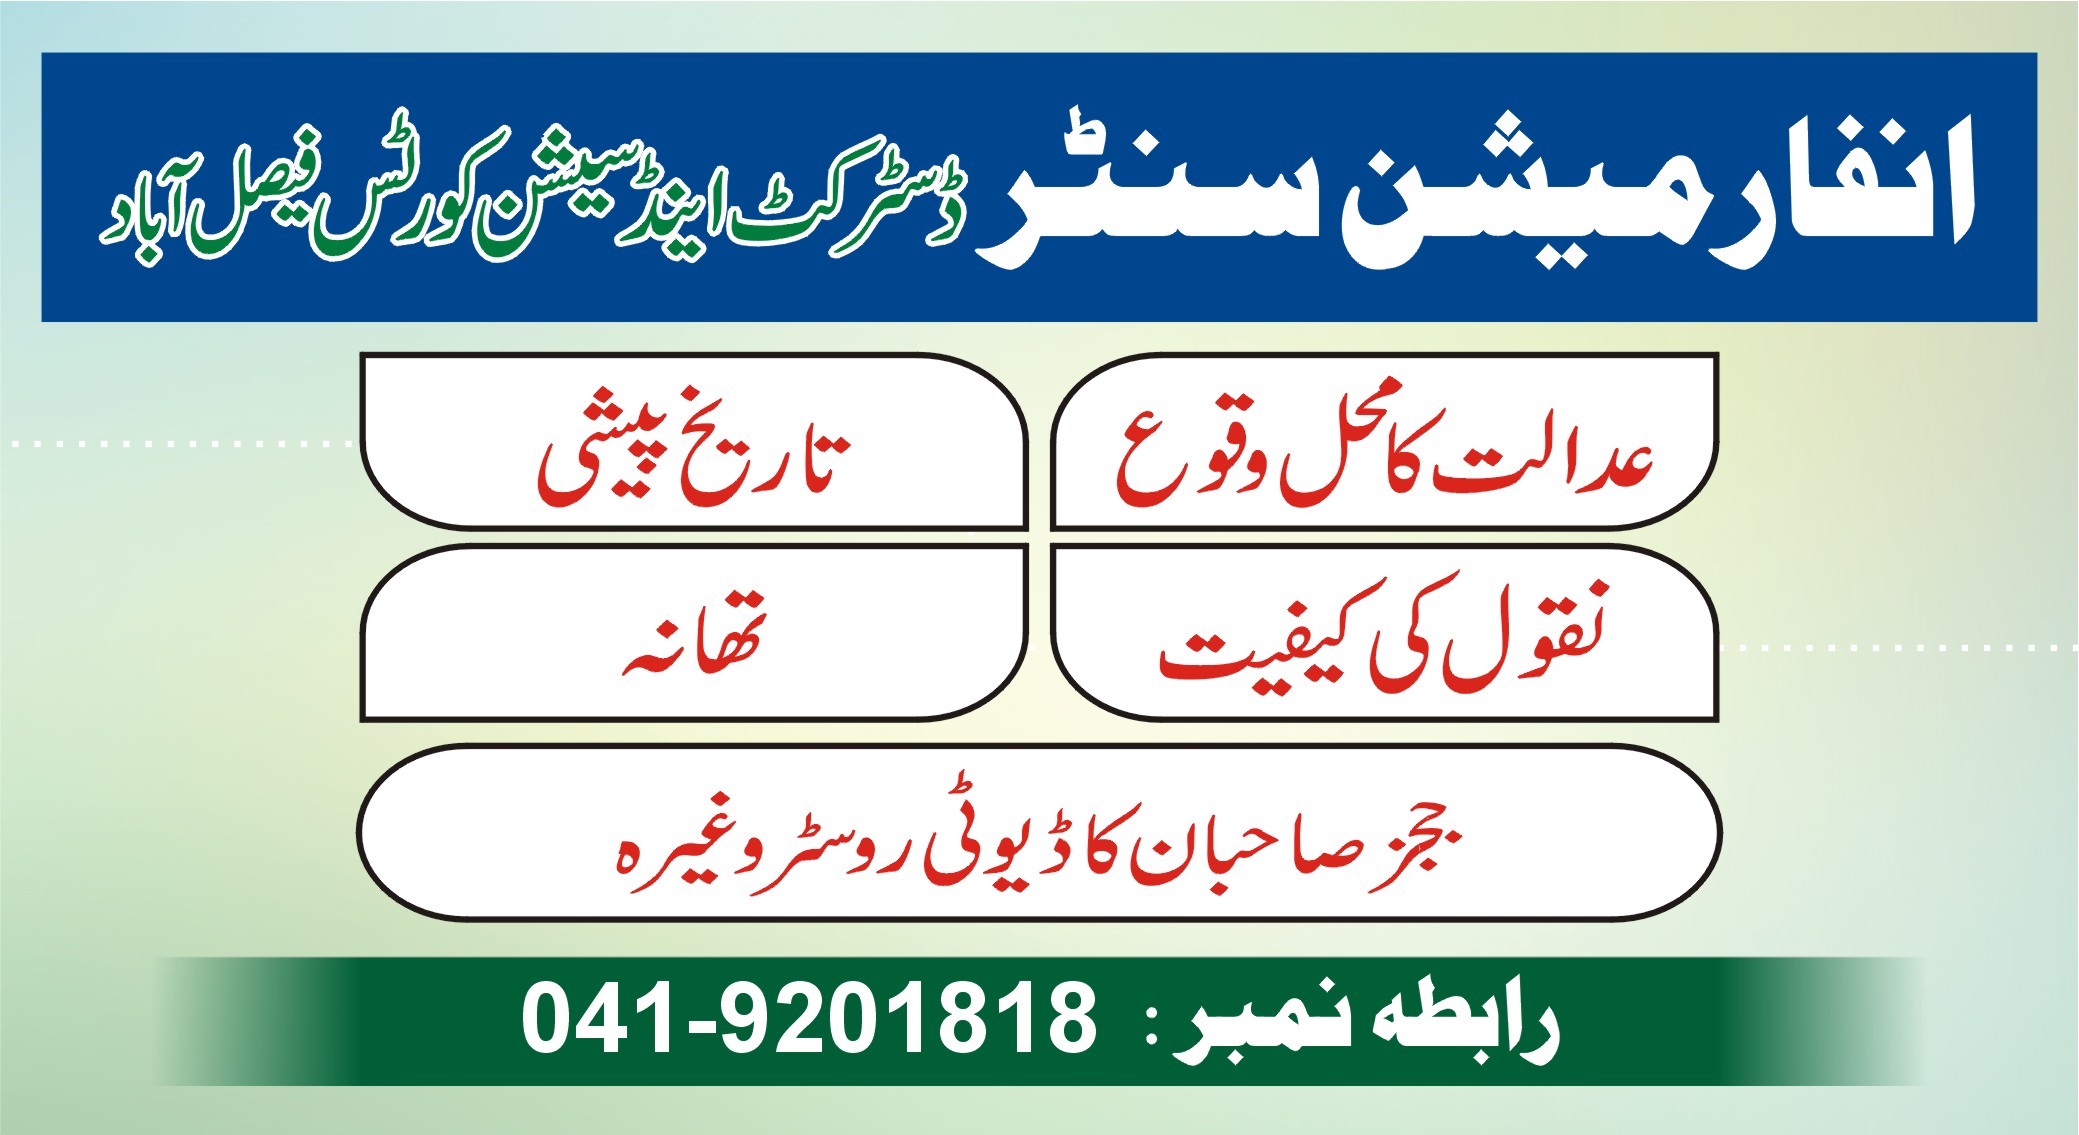 انفارمیشن سنٹر ڈسٹرکٹ اینڈ سیشن کورٹس فیصل آباد
عدالت کا محل وقوع
تاریخ پیشی
نقول کی کیفیت
تھانہ
ججز صاحبان کا ڈیوٹی روسٹر وغیرہ
رابطہ نمبر: 041-9201818